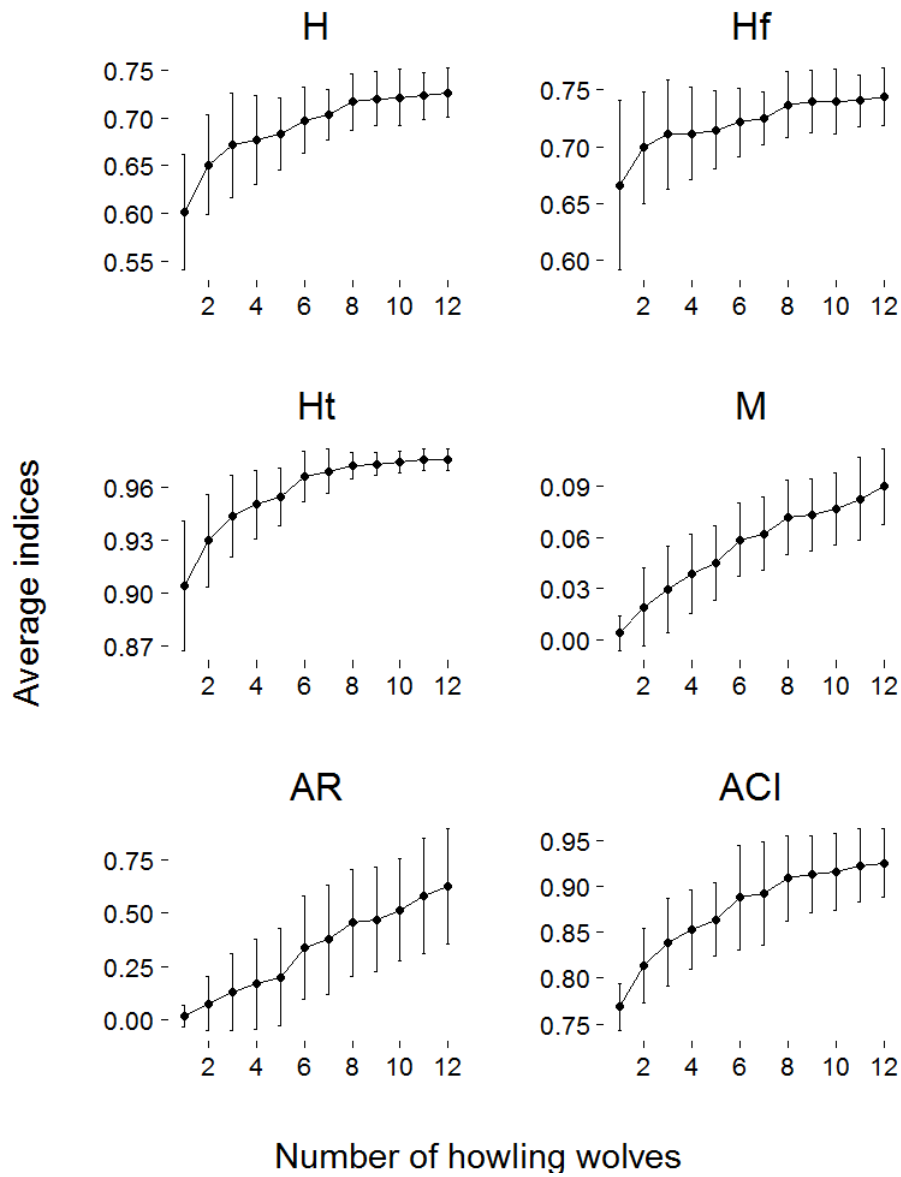 H
0.75
0.70
0.65
0.60
0.55
2 4 6 8 10 12
Hf
0.75
0.70
0.65
0.60
2 4 6 8 10 12
Ht
0.96
0.93
0.90
0.87
2 4 6 8 10 12
M
0.09
0.06
0.03
0.00
2 4 6 8 10 12
AR
0.75
0.50
0.25
0.00
2 4 6 8 10 12
ACI
0.95
0.90
0.85
0.80
0.75
2 4 6 8 10 12
Average indices
Number of howling wolves